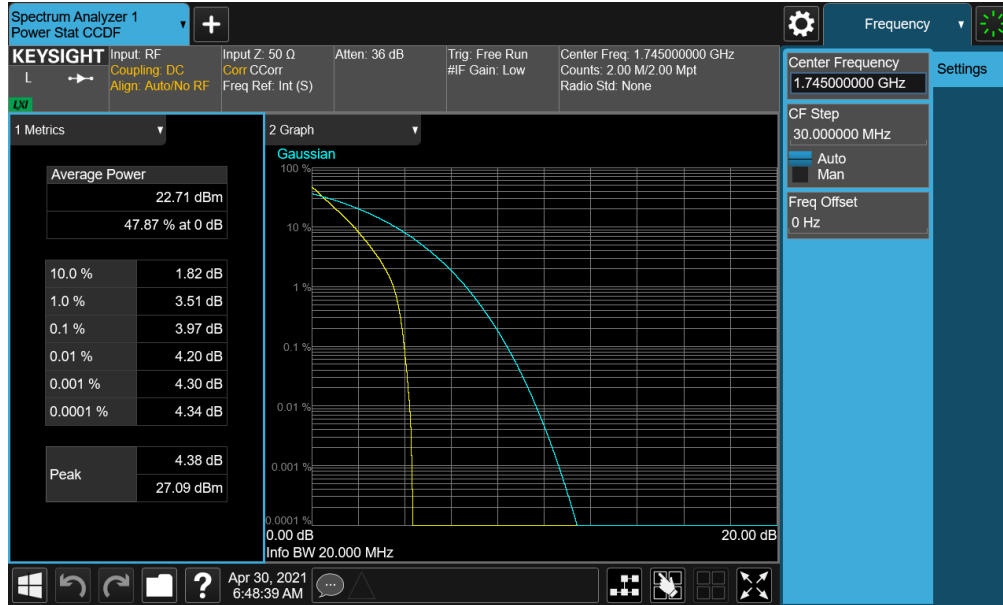 Spectrum Analyzer 1
Power Stat CCDF
Frequency
KEYSIGHT
L
LXI
Input: RF
Coupling: DC
Align: Auto/No RF
Input Z: 50 Ω
Corr CCorr
Freq Ref: Int (S)
Atten: 36 dB
Trig: Free Run
#IF Gain: Low
Center Freq: 1.745000000 GHz
Counts: 2.00 M/2.00 Mpt
Radio Std: None
Center Frequency
1.745000000 GHz
Settings
CF Step
30.000000 MHz
Auto
Man
Freq Offset
0 Hz
1 Metrics
Average Power
22.71 dBm
47.87 % at 0 dB
10.0 % 1.82 dB
1.0 % 3.51 dB
0.1 % 3.97 dB
0.01 % 4.20 dB
0.001 % 4.30 dB
0.0001 % 4.34 dB
Peak
4.38 dB
27.09 dBm
2 Graph
Gaussian
100 %
10 %
1 %
0.1 %
0.01 %
0.001 %
0.0001 %
0.00 dB 20.00 dB
Info BW 20.000 MHz
?
Apr 30, 2021
6:48:39 AM